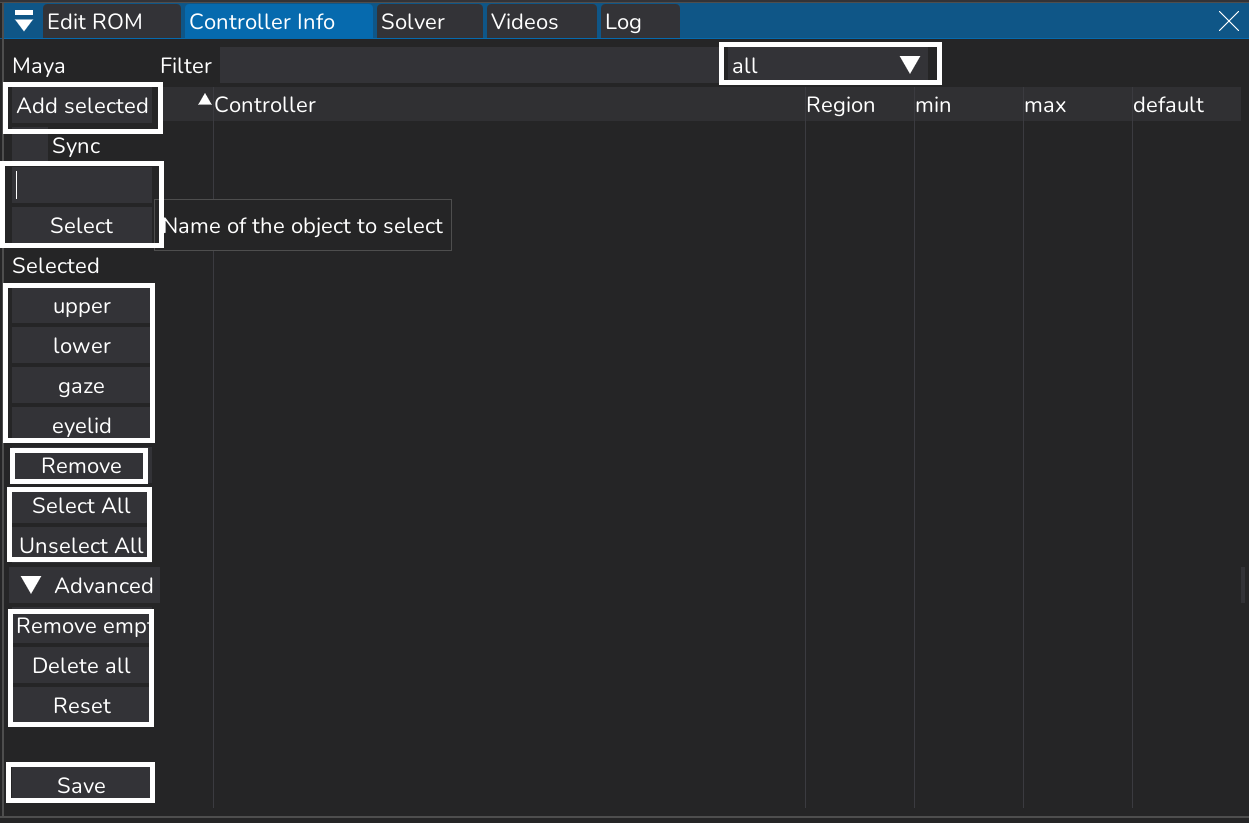 Edit ROM Controller Info Solver Videos Log
Maya Filter all
Add selected Controller Region min max default
Sync
Select Name of the object to select
Selected
upper
lower
gaze
eyelid
Remove
Select All
Unselect All
Advanced
Remove empt
Delete all
Reset
Save